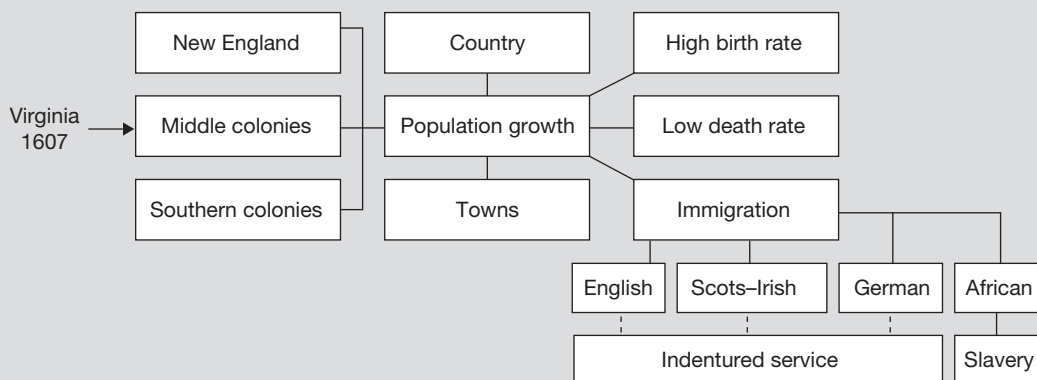 New England
Country
High birth rate
Virginia
1607
Middle colonies
Population growth
Low death rate
Southern colonies
Towns
Immigration
English
Scots–Irish
German
African
Indentured service
Slavery